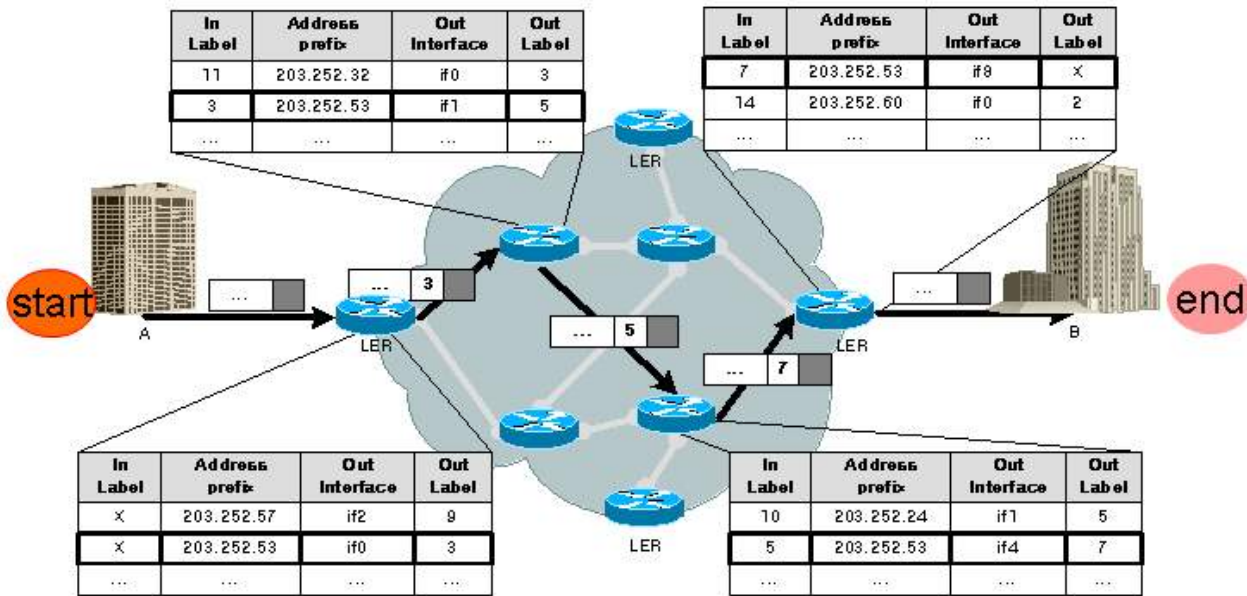 In Label Address prefix Out Interface Out Label
11 203.252.32 if0 3
3 203.252.53 if1 5
... ... ... ...
In Label Address prefix Out Interface Out Label
7 203.252.53 if8 X
14 203.252.60 if0 2
... ... ... ...
LER
start
A
...
... 3
LER
... 5
... 7
LER
...
B
end
In Label Address prefix Out Interface Out Label
X 203.252.57 if2 9
X 203.252.53 if0 3
... ... ... ...
LER
In Label Address prefix Out Interface Out Label
10 203.252.24 if1 5
5 203.252.53 if4 7
... ... ... ...